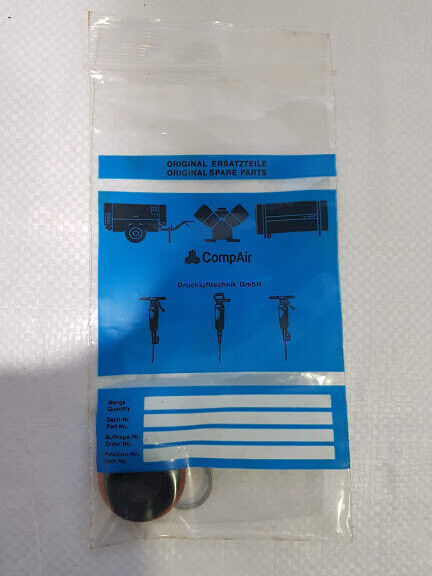 ORIGINAL ERSATZTEILE
ORIGINAL SPARE PARTS
CompAir
Drucklufttechnik GmbH
Menge
Quantity
Sach-Nr.
Part No.
Auftrags-Nr.
Order No.
Position-Nr.
Item No.